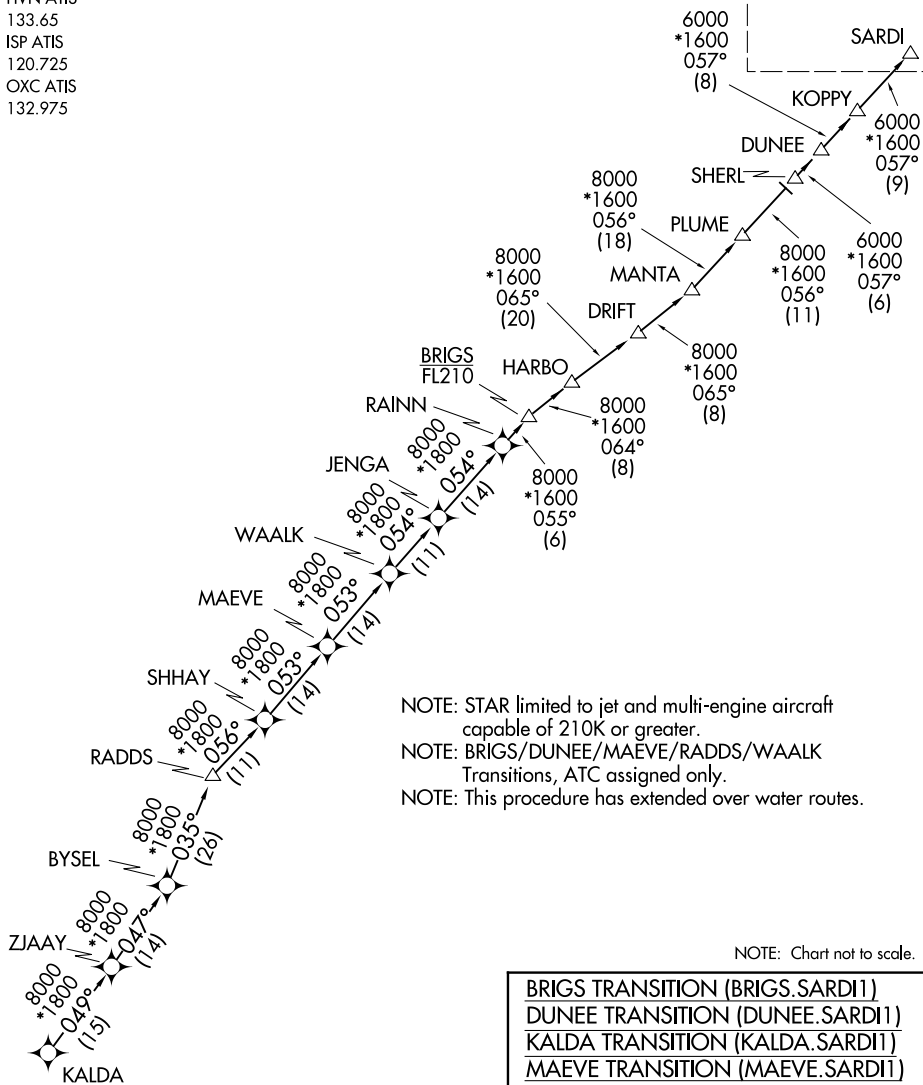 133.65
ISP ATIS
120.725
OXC ATIS
132.975
6000
*1600
057°
(8)
SARDI
KOPPY
6000
*1600
057°
(9)
DUNEE
SHERL
8000
*1600
056°
(18)
PLUME
8000
*1600
056°
(11)
6000
*1600
057°
(6)
MANTA
8000
*1600
065°
(20)
DRIFT
8000
*1600
065°
(8)
BRIGS
FL210
HARBO
8000
*1600
064°
(8)
RAINN
8000
*1600
055°
(6)
8000
*1800
054°
(14)
JENGA
8000
*1800
054°
(11)
WAALK
8000
*1800
053°
(14)
MAEVE
8000
*1800
053°
(14)
SHHAY
8000
*1800
056°
(11)
RADDS
8000
*1800
035°
(26)
BYSEL
8000
*1800
047°
(14)
ZJAAY
8000
*1800
049°
(15)
KALDA
NOTE: STAR limited to jet and multi-engine aircraft
capable of 210K or greater.
NOTE: BRIGS/DUNEE/MAEVE/RADDS/WAALK
Transitions, ATC assigned only.
NOTE: This procedure has extended over water routes.
NOTE: Chart not to scale.
BRIGS TRANSITION (BRIGS.SARDI1)
DUNEE TRANSITION (DUNEE.SARDI1)
KALDA TRANSITION (KALDA.SARDI1)
MAEVE TRANSITION (MAEVE.SARDI1)